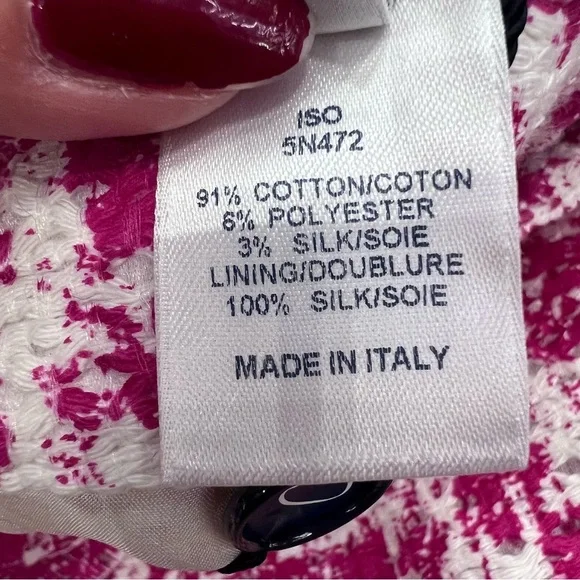 ISO
5N472
91% COTTON/COTON
6% POLYESTER
3% SILK/SOIE
LINING/DOUBLURE
100% SILK/SOIE
MADE IN ITALY